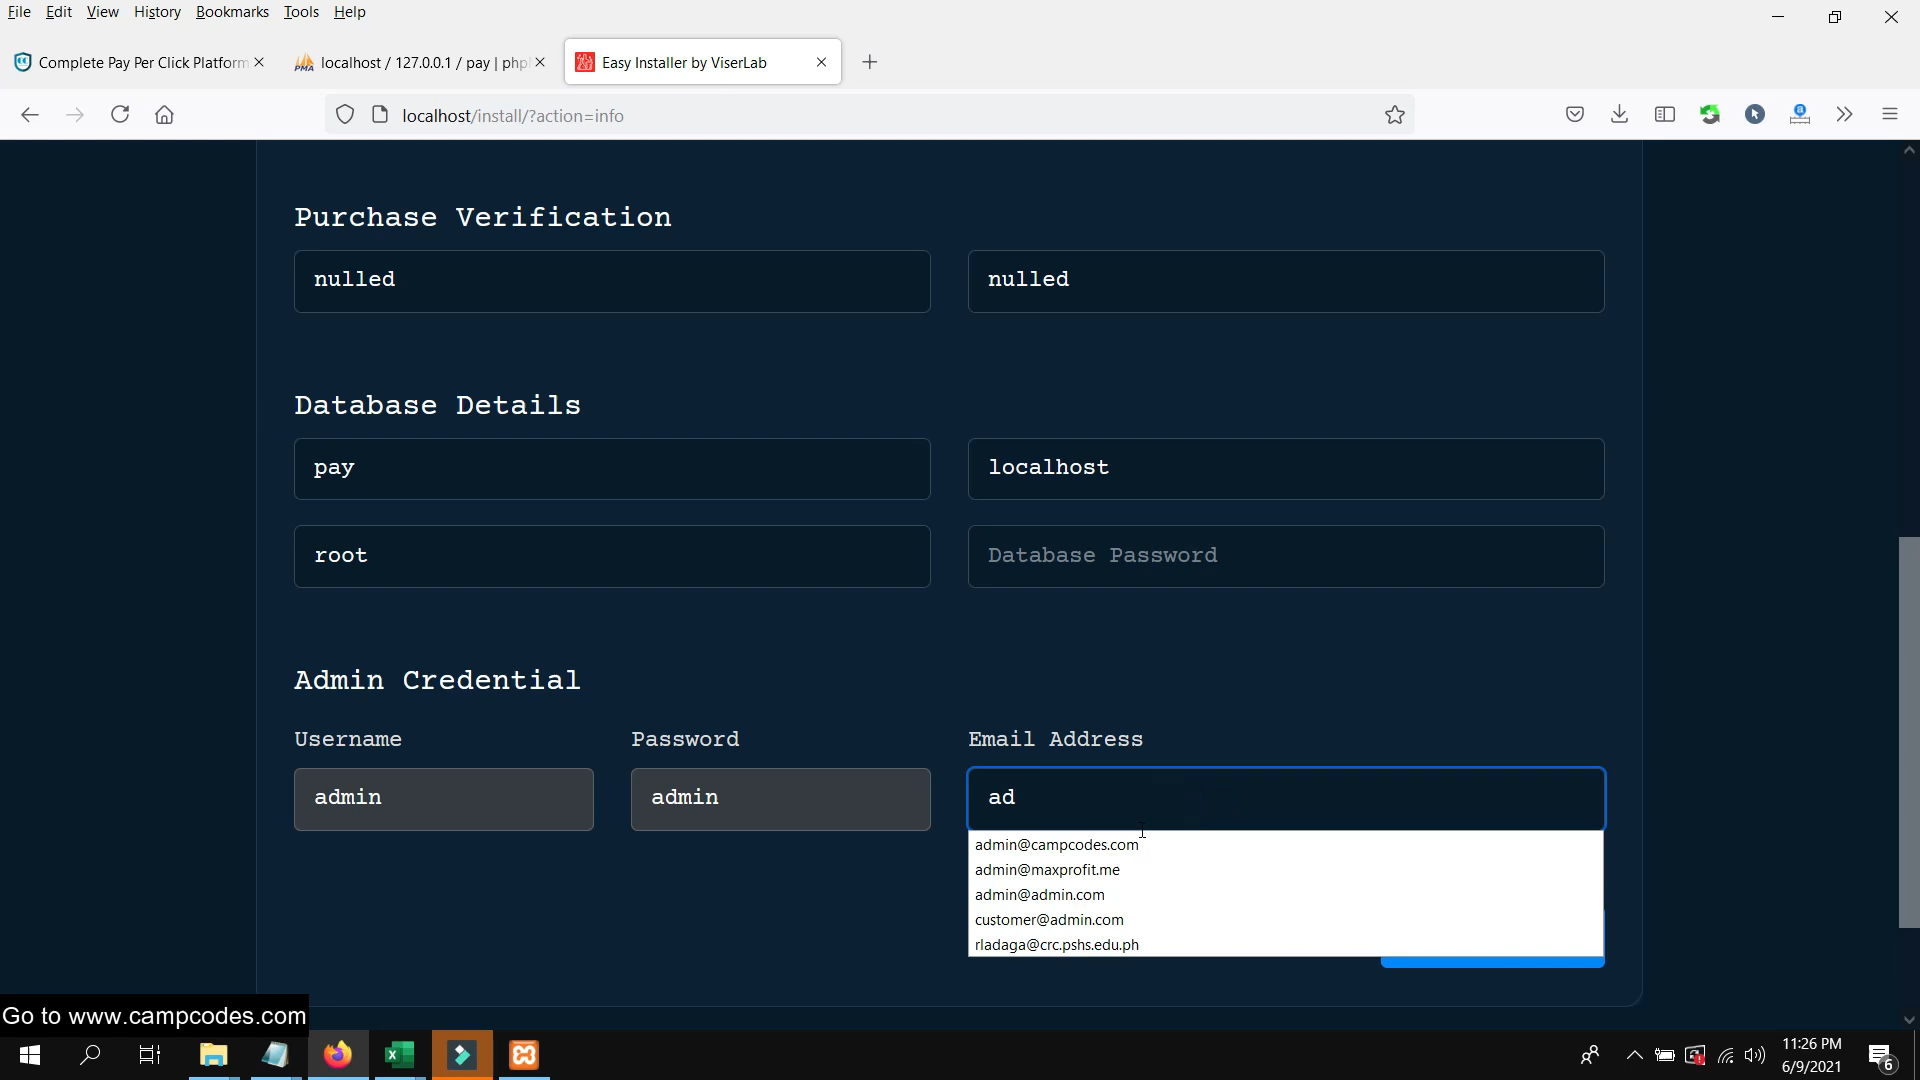 File Edit View History Bookmarks Tools Help
Complete Pay Per Click Platform
localhost / 127.0.0.1 / pay | php
Easy Installer by ViserLab
localhost/install/?action=info
Purchase Verification
nulled nulled
Database Details
pay localhost
root Database Password
Admin Credential
Username Password Email Address
admin admin ad
admin@campcodes.com
admin@maxprofit.me
admin@admin.com
customer@admin.com
rladaga@crc.pshs.edu.ph
Go to www.campcodes.com
11:26 PM
6/9/2021
6